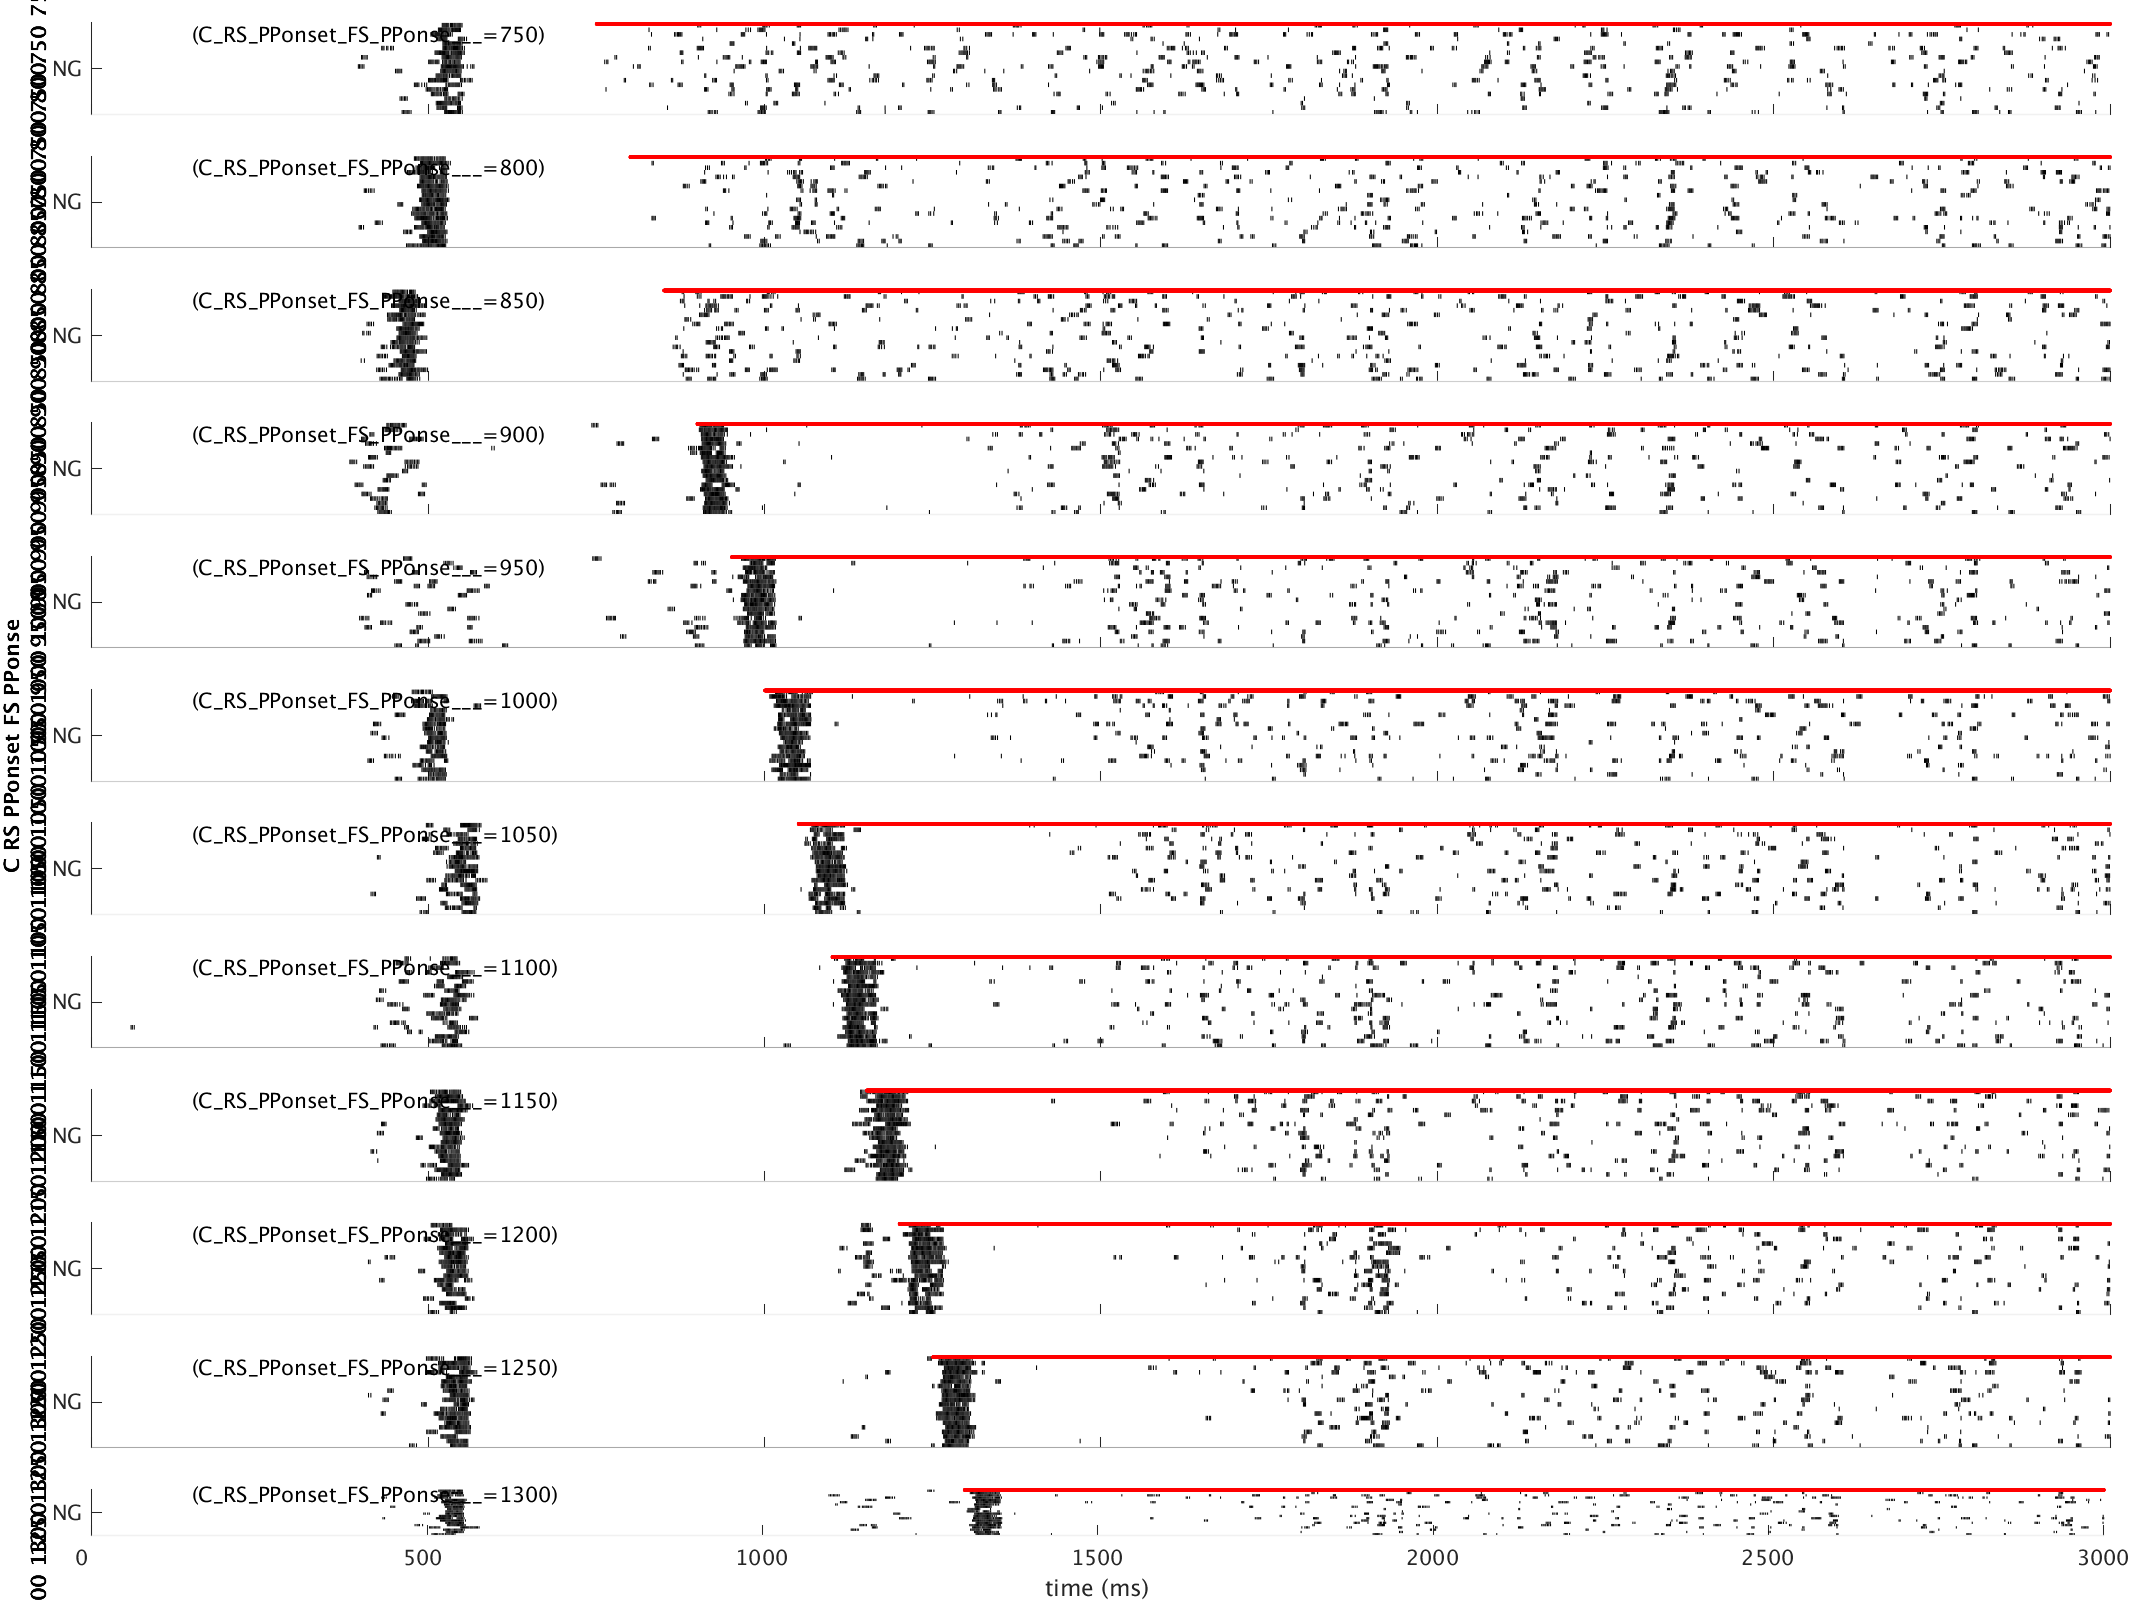 (C_RS_PPonset_FS_PPonse___=750)
NG
(C_RS_PPonset_FS_PPonse___=800)
NG
(C_RS_PPonset_FS_PPonse___=850)
NG
(C_RS_PPonset_FS_PPonse___=900)
NG
(C_RS_PPonset_FS_PPonse___=950)
NG
(C_RS_PPonset_FS_PPonse___=1000)
NG
(C_RS_PPonset_FS_PPonse___=1050)
NG
(C_RS_PPonset_FS_PPonse___=1100)
NG
(C_RS_PPonset_FS_PPonse___=1150)
NG
(C_RS_PPonset_FS_PPonse___=1200)
NG
(C_RS_PPonset_FS_PPonse___=1250)
NG
(C_RS_PPonset_FS_PPonse___=1300)
NG
C RS PPonset FS PPonse
0 500 1000 1500 2000 2500 3000
time (ms)